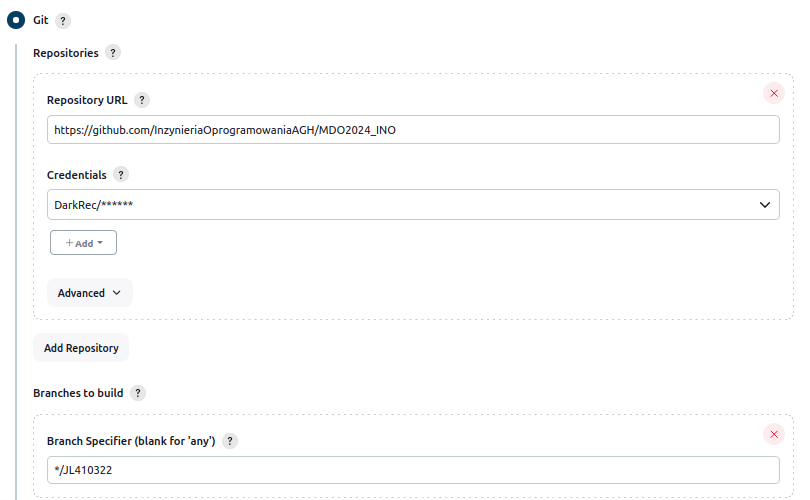 Git ?
Repositories ?
Repository URL ?
https://github.com/InzynieriaOprogramowaniaAGH/MDO2024_INO
Credentials ?
DarkRec/******
+ Add
Advanced
Add Repository
Branches to build ?
Branch Specifier (blank for 'any') ?
*/JL410322